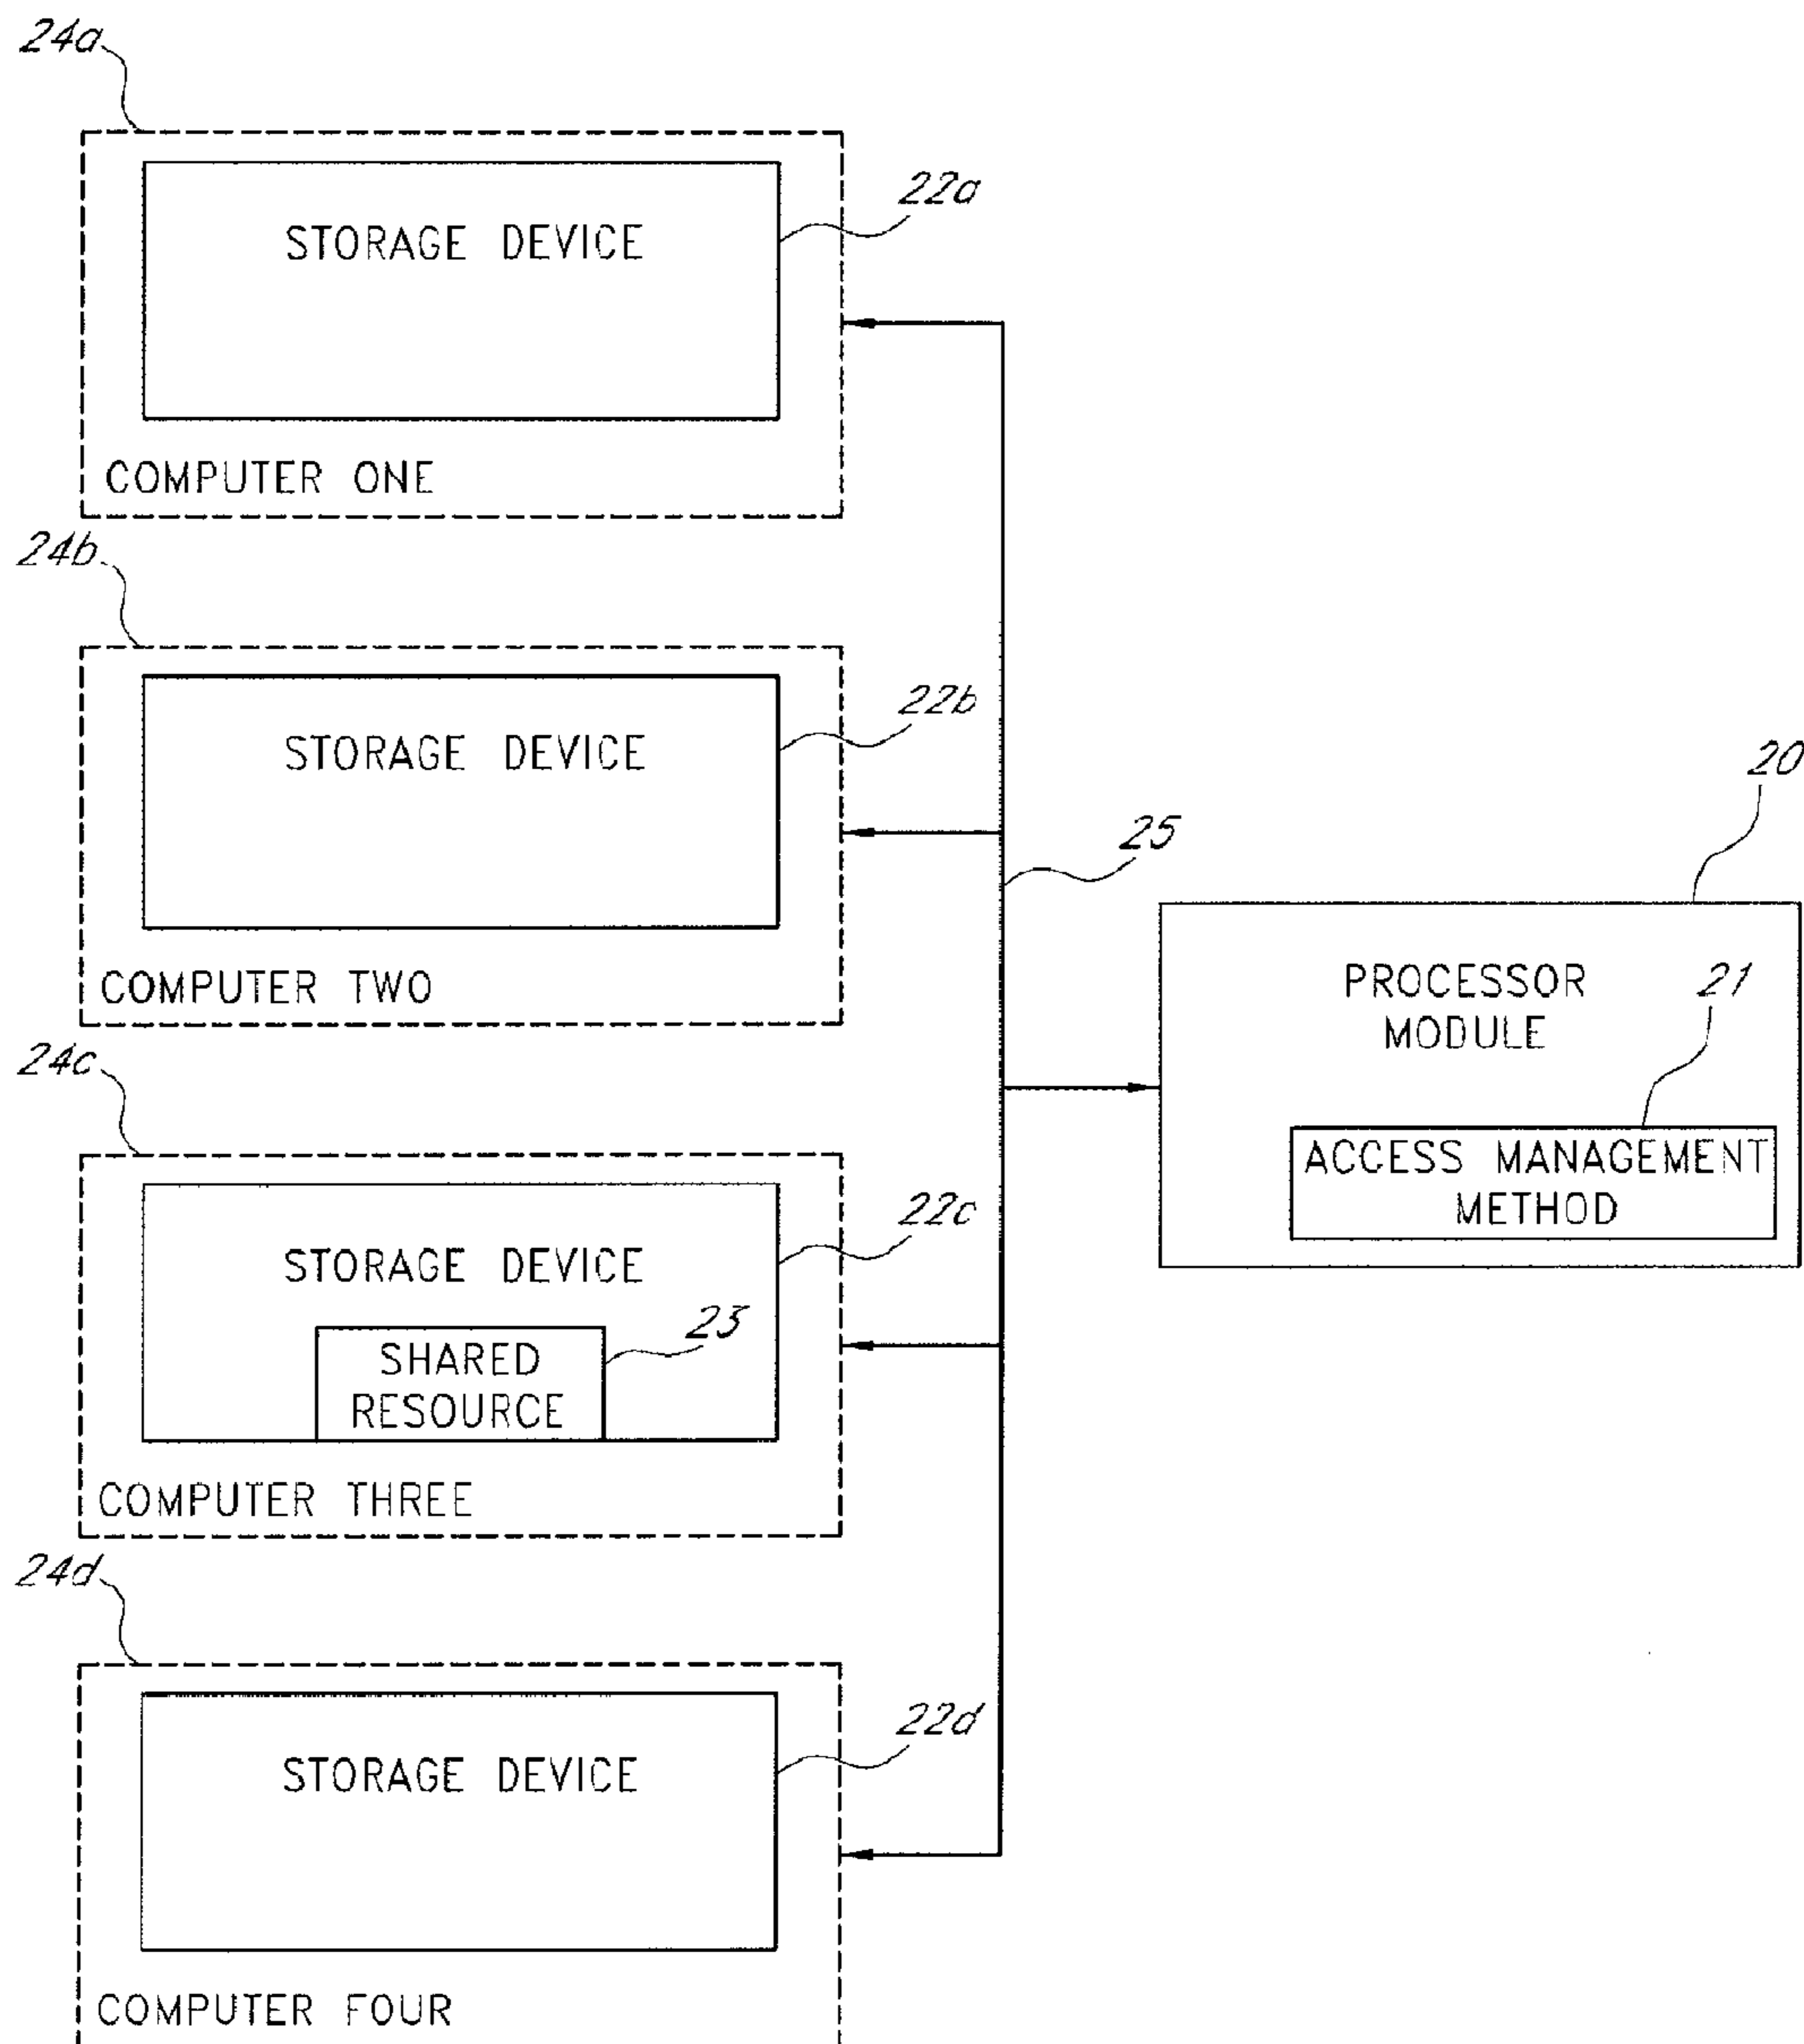 24a
22a
STORAGE DEVICE
COMPUTER ONE
24b
22b
STORAGE DEVICE
COMPUTER TWO
24c
22c
STORAGE DEVICE
23
SHARED
RESOURCE
COMPUTER THREE
24d
22d
STORAGE DEVICE
COMPUTER FOUR
25
20
PROCESSOR
MODULE
21
ACCESS MANAGEMENT
METHOD